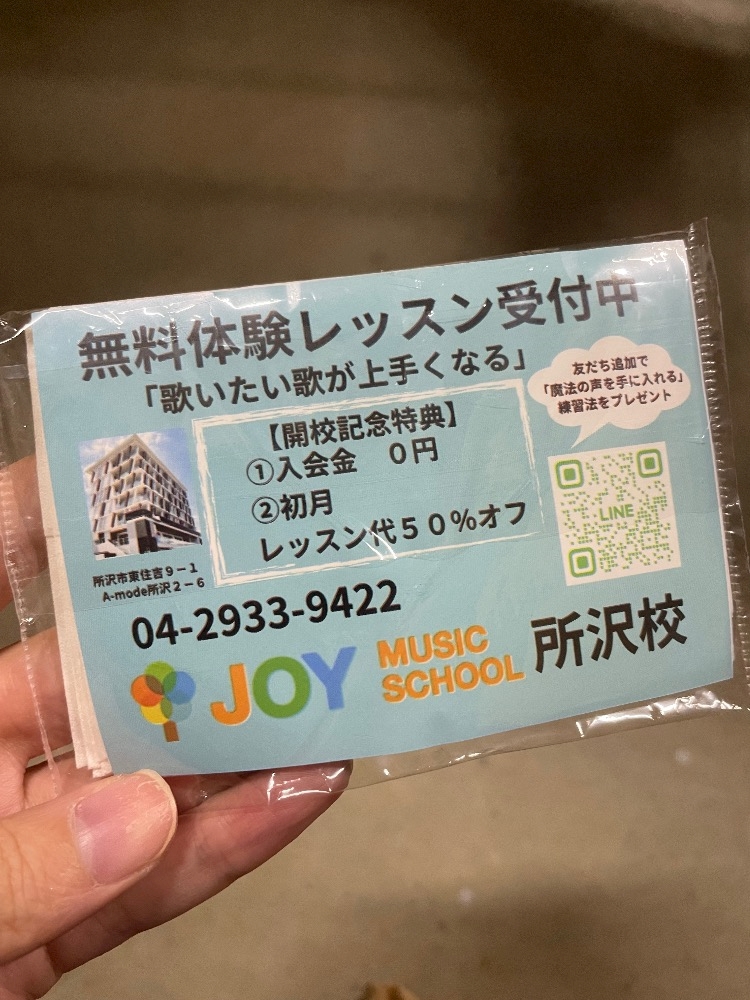 無料体験レッスン受付中
「歌いたい歌が上手くなる」
友だち追加で
「魔法の声を手に入れる」
練習法をプレゼント
【開校記念特典】
①入会金　０円
②初月
レッスン代５０％オフ
LINE
所沢市東住吉９－１
A-mode所沢２－６
04-2933-9422
JOY MUSIC SCHOOL 所沢校